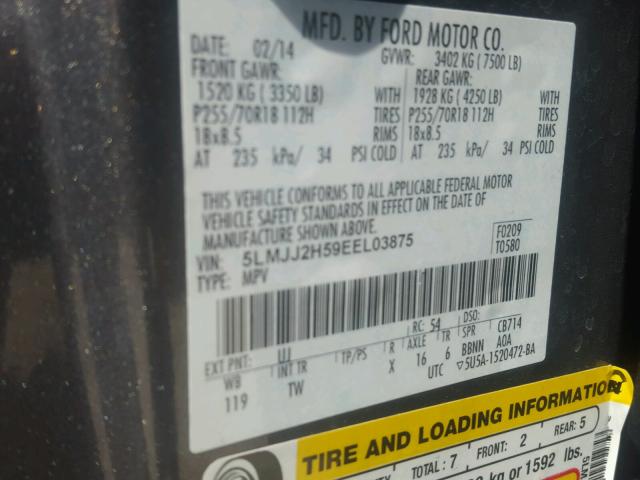 MFD. BY FORD MOTOR CO.
DATE: 02/14 GVWR: 3402 KG ( 7500 LB)
FRONT GAWR: REAR GAWR:
1520 KG ( 3350 LB) WITH 1928 KG ( 4250 LB) WITH
P255/70R18 112H TIRES P255/70R18 112H TIRES
18x8.5 RIMS 18x8.5 RIMS
AT 235 kPa/ 34 PSI COLD AT 235 kPa/ 34 PSI COLD
THIS VEHICLE CONFORMS TO ALL APPLICABLE FEDERAL MOTOR
VEHICLE SAFETY STANDARDS IN EFFECT ON THE DATE OF
MANUFACTURE SHOWN ABOVE.
VIN: 5LMJJ2H59EEL03875 F0209
TYPE: MPV T0580
EXT PNT: UJ RC: 54 DSO:
WB INT TR TP/PS R AXLE TR SPR CB714
119 TW X 16 6 BBNN AOA
UTC ▽5U5A-1520472-BA
TIRE AND LOADING INFORMATION
TOTAL: 7 FRONT: 2 REAR: 5
kg or 1592 lbs.
5LM